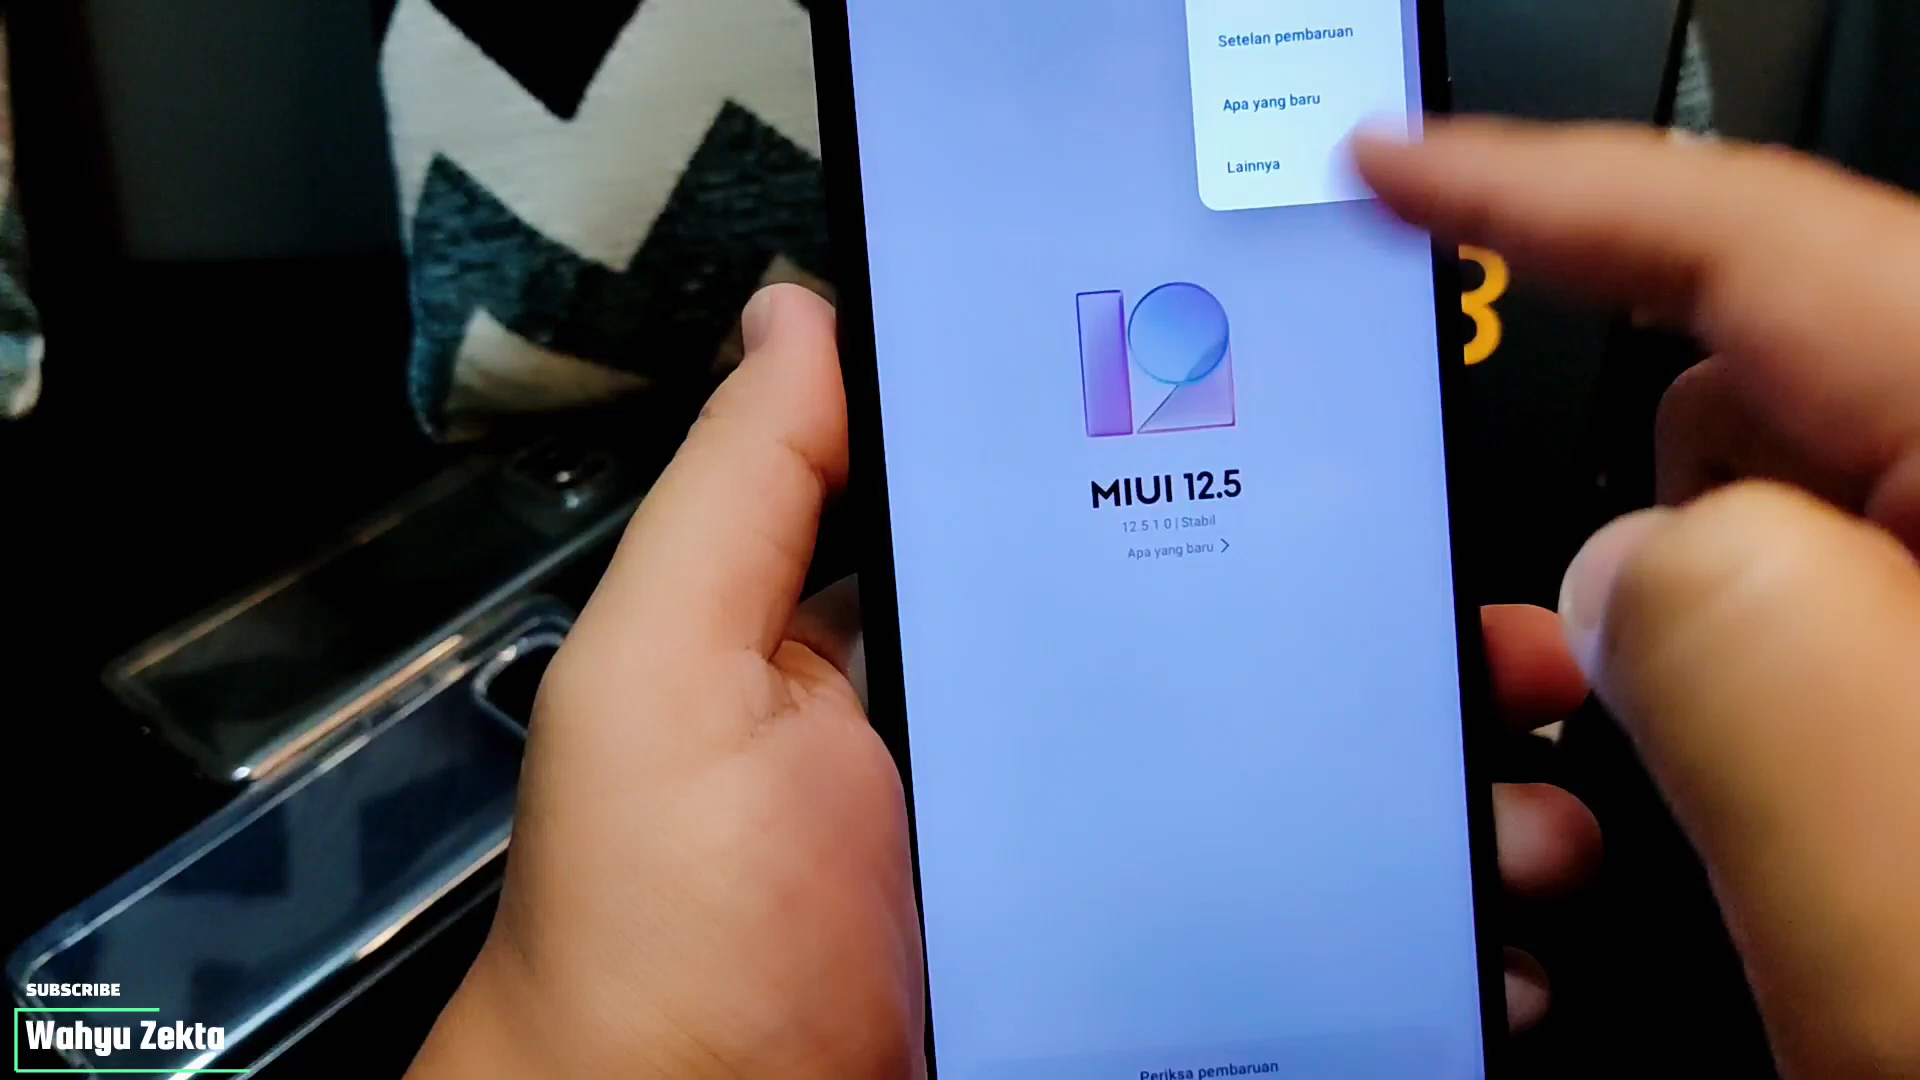 Setelan pembaruan
Apa yang baru
Lainnya
MIUI 12.5
12.5.1.0 | Stabil
Apa yang baru >
3
Periksa pembaruan
SUBSCRIBE
Wahyu Zekta